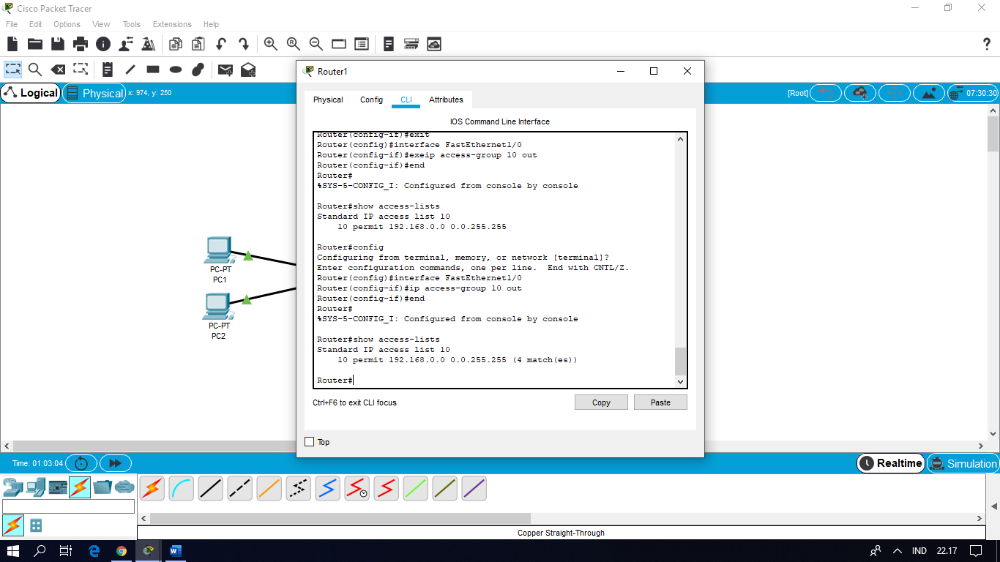 Cisco Packet Tracer
File Edit Options View Tools Extensions Help
?
Logical
Physical
x: 974, y: 250
[Root]
07:30:30
PC-PT
PC1
PC-PT
PC2
Router1
Physical Config CLI Attributes
IOS Command Line Interface
Router(config-if)#exit
Router(config)#interface FastEthernet1/0
Router(config-if)#exeip access-group 10 out
Router(config-if)#end
Router#
%SYS-5-CONFIG_I: Configured from console by console
Router#show access-lists
Standard IP access list 10
10 permit 192.168.0.0 0.0.255.255
Router#config
Configuring from terminal, memory, or network [terminal]?
Enter configuration commands, one per line.  End with CNTL/Z.
Router(config)#interface FastEthernet1/0
Router(config-if)#ip access-group 10 out
Router(config-if)#end
Router#
%SYS-5-CONFIG_I: Configured from console by console
Router#show access-lists
Standard IP access list 10
10 permit 192.168.0.0 0.0.255.255 (4 match(es))
Router#
Ctrl+F6 to exit CLI focus
Copy
Paste
Top
Time: 01:03:04
Realtime
Simulation
Copper Straight-Through
IND
22.17